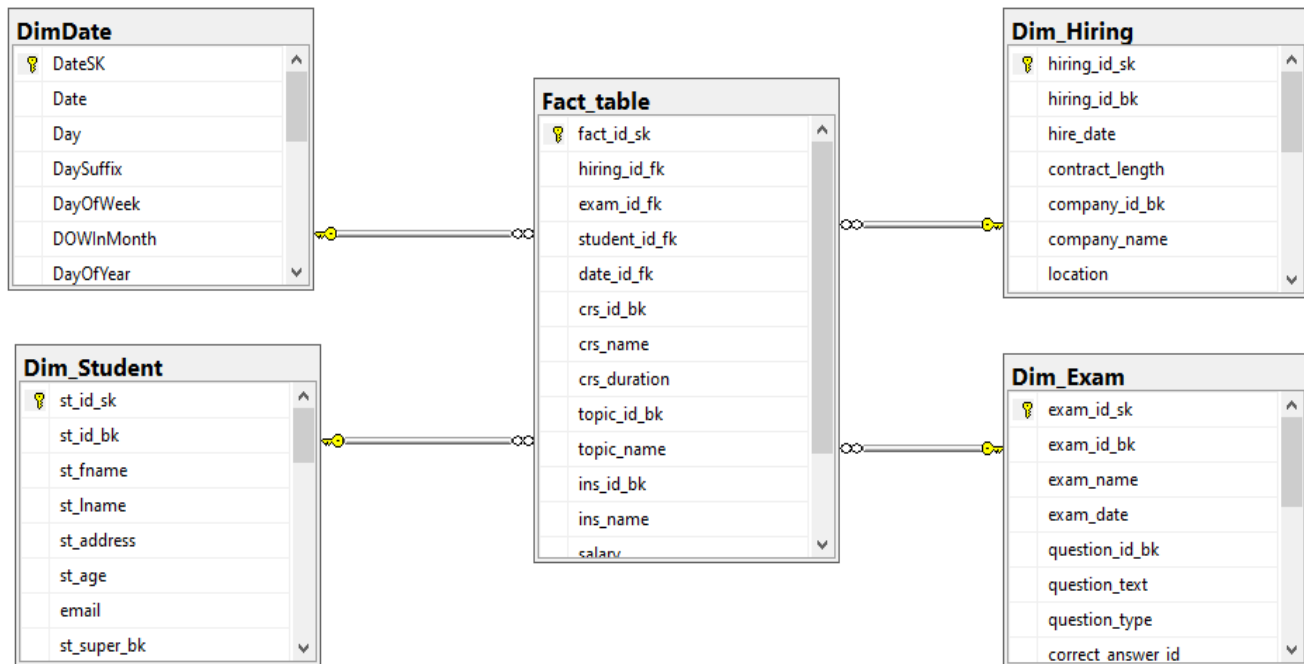 DimDate
DateSK
Date
Day
DaySuffix
DayOfWeek
DOWInMonth
DayOfYear
Dim_Student
st_id_sk
st_id_bk
st_fname
st_lname
st_address
st_age
email
st_super_bk
Fact_table
fact_id_sk
hiring_id_fk
exam_id_fk
student_id_fk
date_id_fk
crs_id_bk
crs_name
crs_duration
topic_id_bk
topic_name
ins_id_bk
ins_name
salary
Dim_Hiring
hiring_id_sk
hiring_id_bk
hire_date
contract_length
company_id_bk
company_name
location
Dim_Exam
exam_id_sk
exam_id_bk
exam_name
exam_date
question_id_bk
question_text
question_type
correct_answer_id